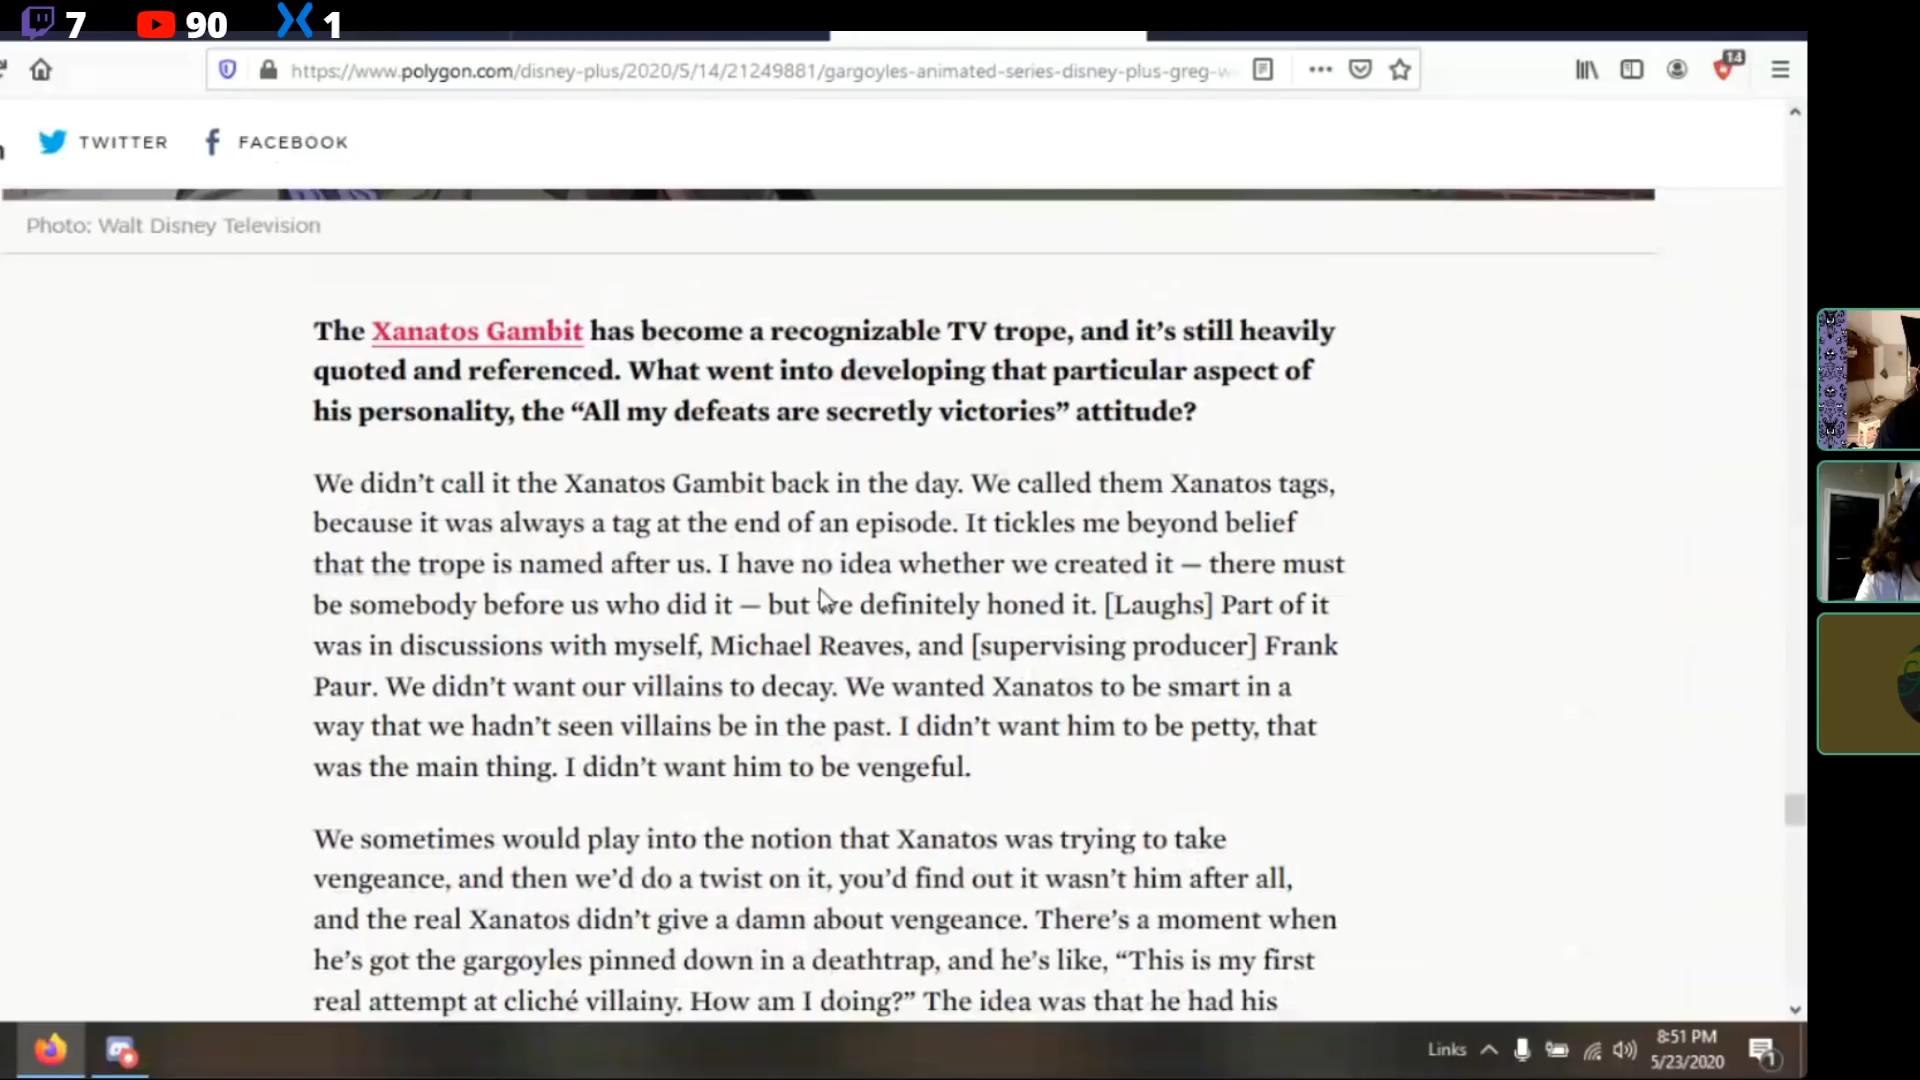 7 90 1
https://www.polygon.com/disney-plus/2020/5/14/21249881/gargoyles-animated-series-disney-plus-greg-w
14
TWITTER FACEBOOK
Photo: Walt Disney Television
The Xanatos Gambit has become a recognizable TV trope, and it's still heavily
quoted and referenced. What went into developing that particular aspect of
his personality, the “All my defeats are secretly victories” attitude?
We didn't call it the Xanatos Gambit back in the day. We called them Xanatos tags,
because it was always a tag at the end of an episode. It tickles me beyond belief
that the trope is named after us. I have no idea whether we created it — there must
be somebody before us who did it — but we definitely honed it. [Laughs] Part of it
was in discussions with myself, Michael Reaves, and [supervising producer] Frank
Paur. We didn't want our villains to decay. We wanted Xanatos to be smart in a
way that we hadn't seen villains be in the past. I didn't want him to be petty, that
was the main thing. I didn't want him to be vengeful.
We sometimes would play into the notion that Xanatos was trying to take
vengeance, and then we'd do a twist on it, you'd find out it wasn't him after all,
and the real Xanatos didn't give a damn about vengeance. There's a moment when
he's got the gargoyles pinned down in a deathtrap, and he's like, “This is my first
real attempt at cliché villainy. How am I doing?” The idea was that he had his
Links
8:51 PM
5/23/2020
1